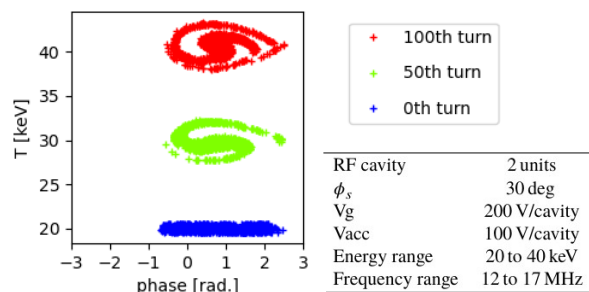 40
35
30
25
20
T [keV]
−3 −2 −1 0 1 2 3
phase [rad.]
100th turn
50th turn
0th turn
RF cavity 2 units
ϕs 30 deg
Vg 200 V/cavity
Vacc 100 V/cavity
Energy range 20 to 40 keV
Frequency range 12 to 17 MHz